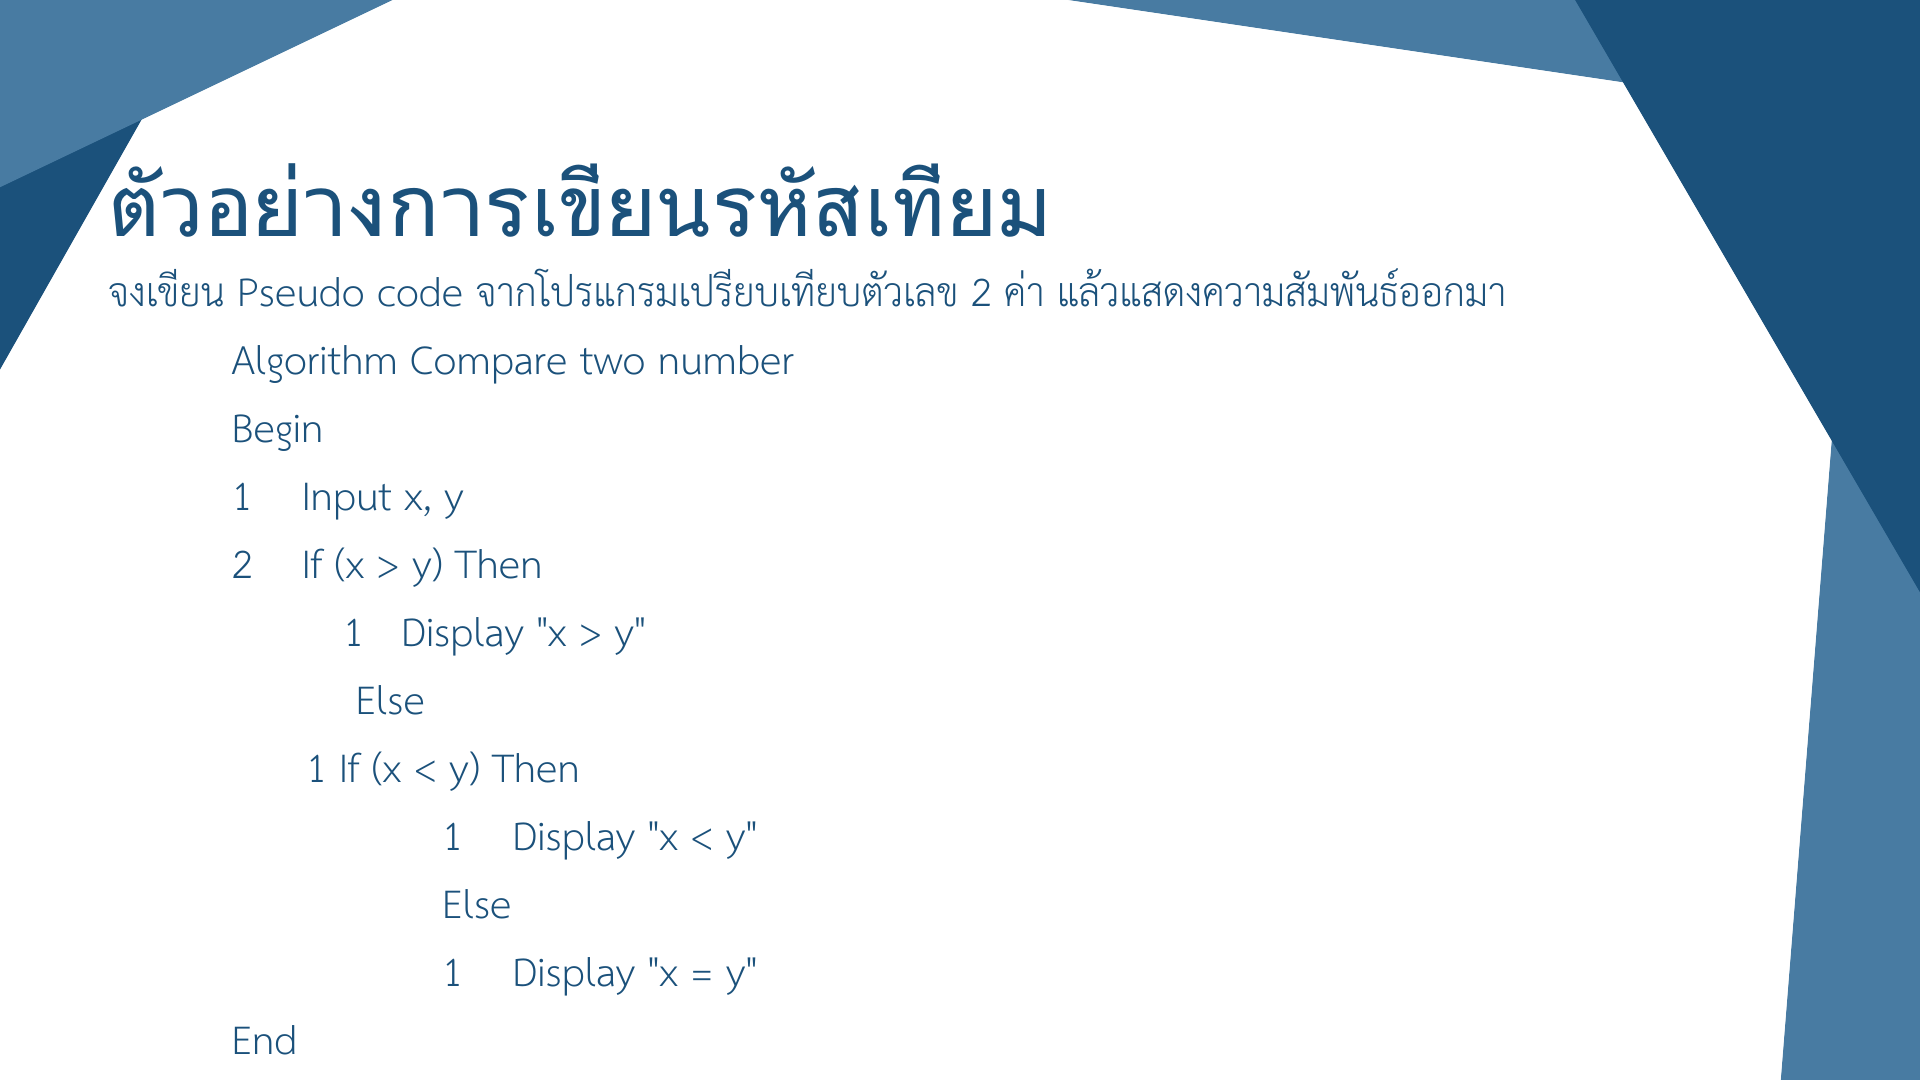 ตัวอย่างการเขียนรหัสเทียม
จงเขียน Pseudo code จากโปรแกรมเปรียบเทียบตัวเลข 2 ค่า แล้วแสดงความสัมพันธ์ออกมา
Algorithm Compare two number
Begin
1 Input x, y
2 If (x > y) Then
1 Display "x > y"
Else
1 If (x < y) Then
1 Display "x < y"
Else
1 Display "x = y"
End